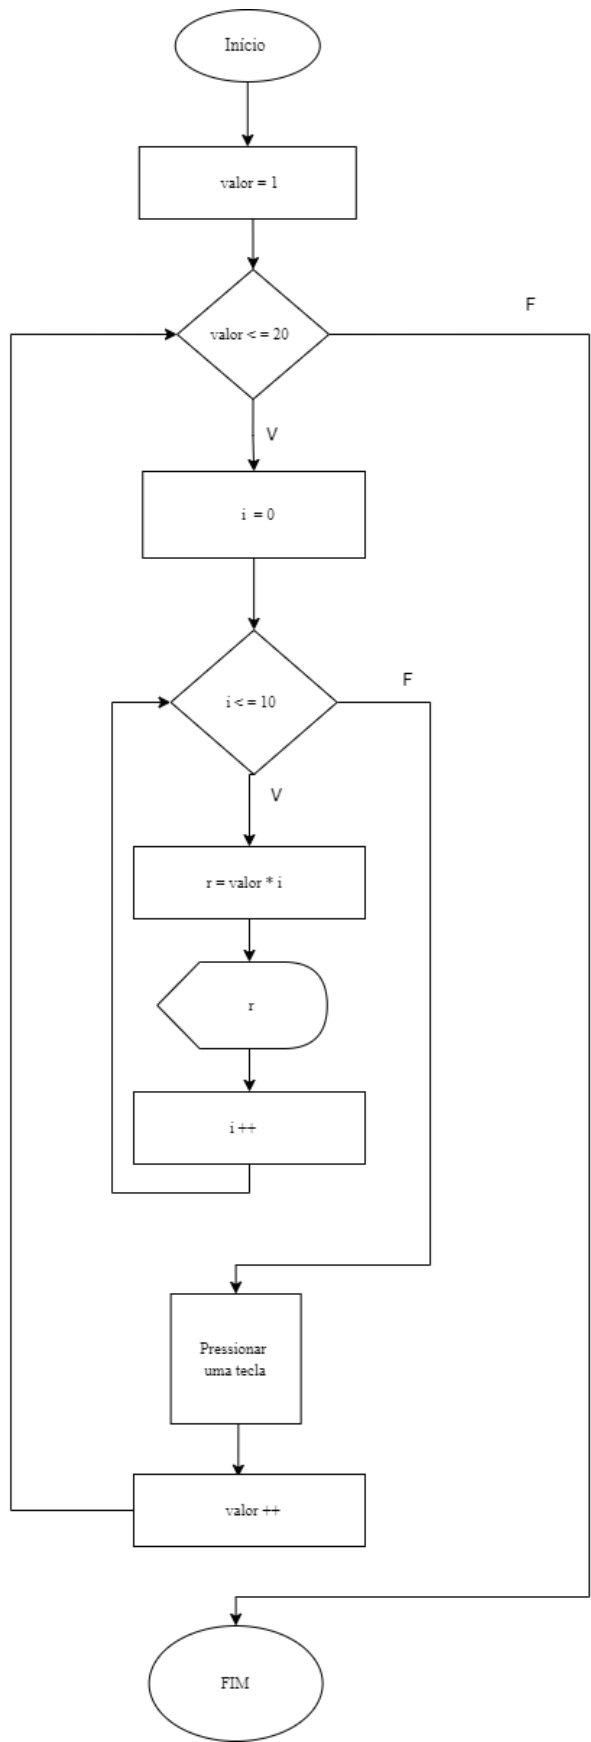 Início
valor = 1
F
valor < = 20
V
i = 0
F
i < = 10
V
r = valor * i
r
i ++
Pressionar
uma tecla
valor ++
FIM